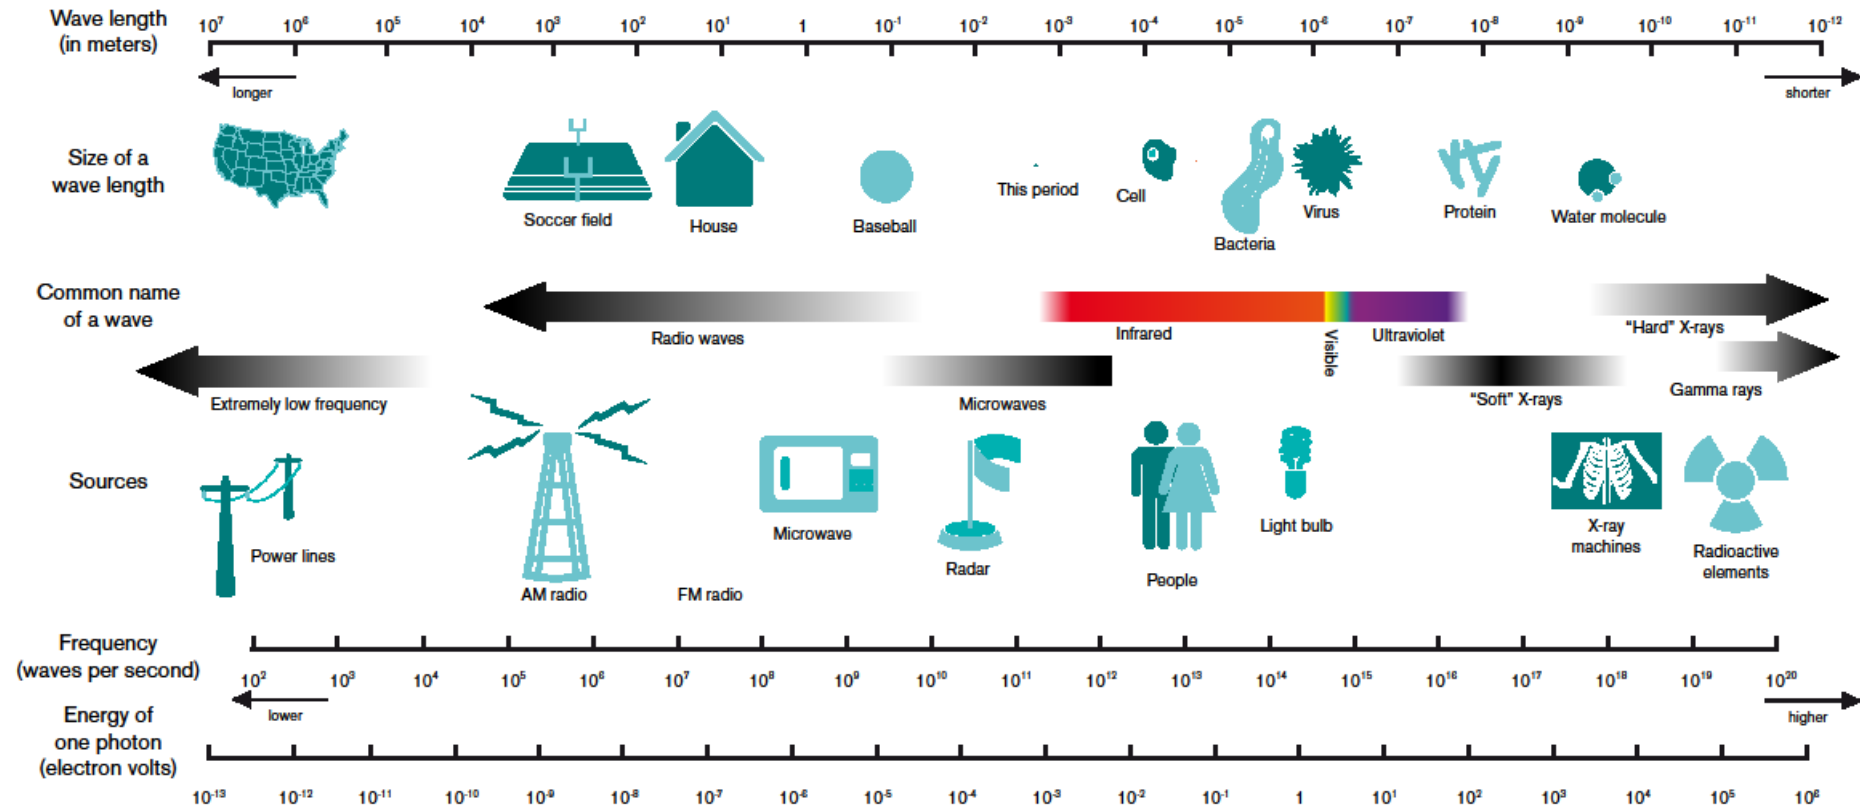 Wave length
(in meters)
10⁷ 10⁶ 10⁵ 10⁴ 10³ 10² 10¹ 1 10⁻¹ 10⁻² 10⁻³ 10⁻⁴ 10⁻⁵ 10⁻⁶ 10⁻⁷ 10⁻⁸ 10⁻⁹ 10⁻¹⁰ 10⁻¹¹ 10⁻¹²
longer
shorter
Size of a
wave length
Soccer field
House
Baseball
This period
Cell
Bacteria
Virus
Protein
Water molecule
Common name
of a wave
Radio waves
Infrared
Visible
Ultraviolet
"Hard" X-rays
Extremely low frequency
Microwaves
"Soft" X-rays
Gamma rays
Sources
Power lines
AM radio
FM radio
Microwave
Radar
People
Light bulb
X-ray
machines
Radioactive
elements
Frequency
(waves per second)
10² 10³ 10⁴ 10⁵ 10⁶ 10⁷ 10⁸ 10⁹ 10¹⁰ 10¹¹ 10¹² 10¹³ 10¹⁴ 10¹⁵ 10¹⁶ 10¹⁷ 10¹⁸ 10¹⁹ 10²⁰
lower
higher
Energy of
one photon
(electron volts)
10⁻¹³ 10⁻¹² 10⁻¹¹ 10⁻¹⁰ 10⁻⁹ 10⁻⁸ 10⁻⁷ 10⁻⁶ 10⁻⁵ 10⁻⁴ 10⁻³ 10⁻² 10⁻¹ 1 10¹ 10² 10³ 10⁴ 10⁵ 10⁶